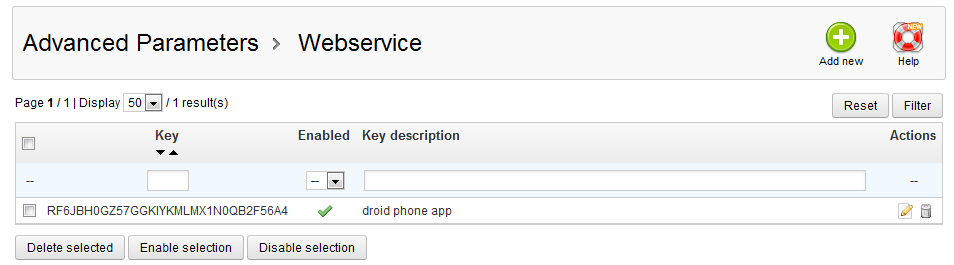 Advanced Parameters > Webservice
Add new
NEW
Help
Page 1 / 1 | Display 50 / 1 result(s)
Reset
Filter
Key
Enabled
Key description
Actions
--
--
--
RF6JBH0GZ57GGKIYKMLMX1N0QB2F56A4
droid phone app
Delete selected
Enable selection
Disable selection